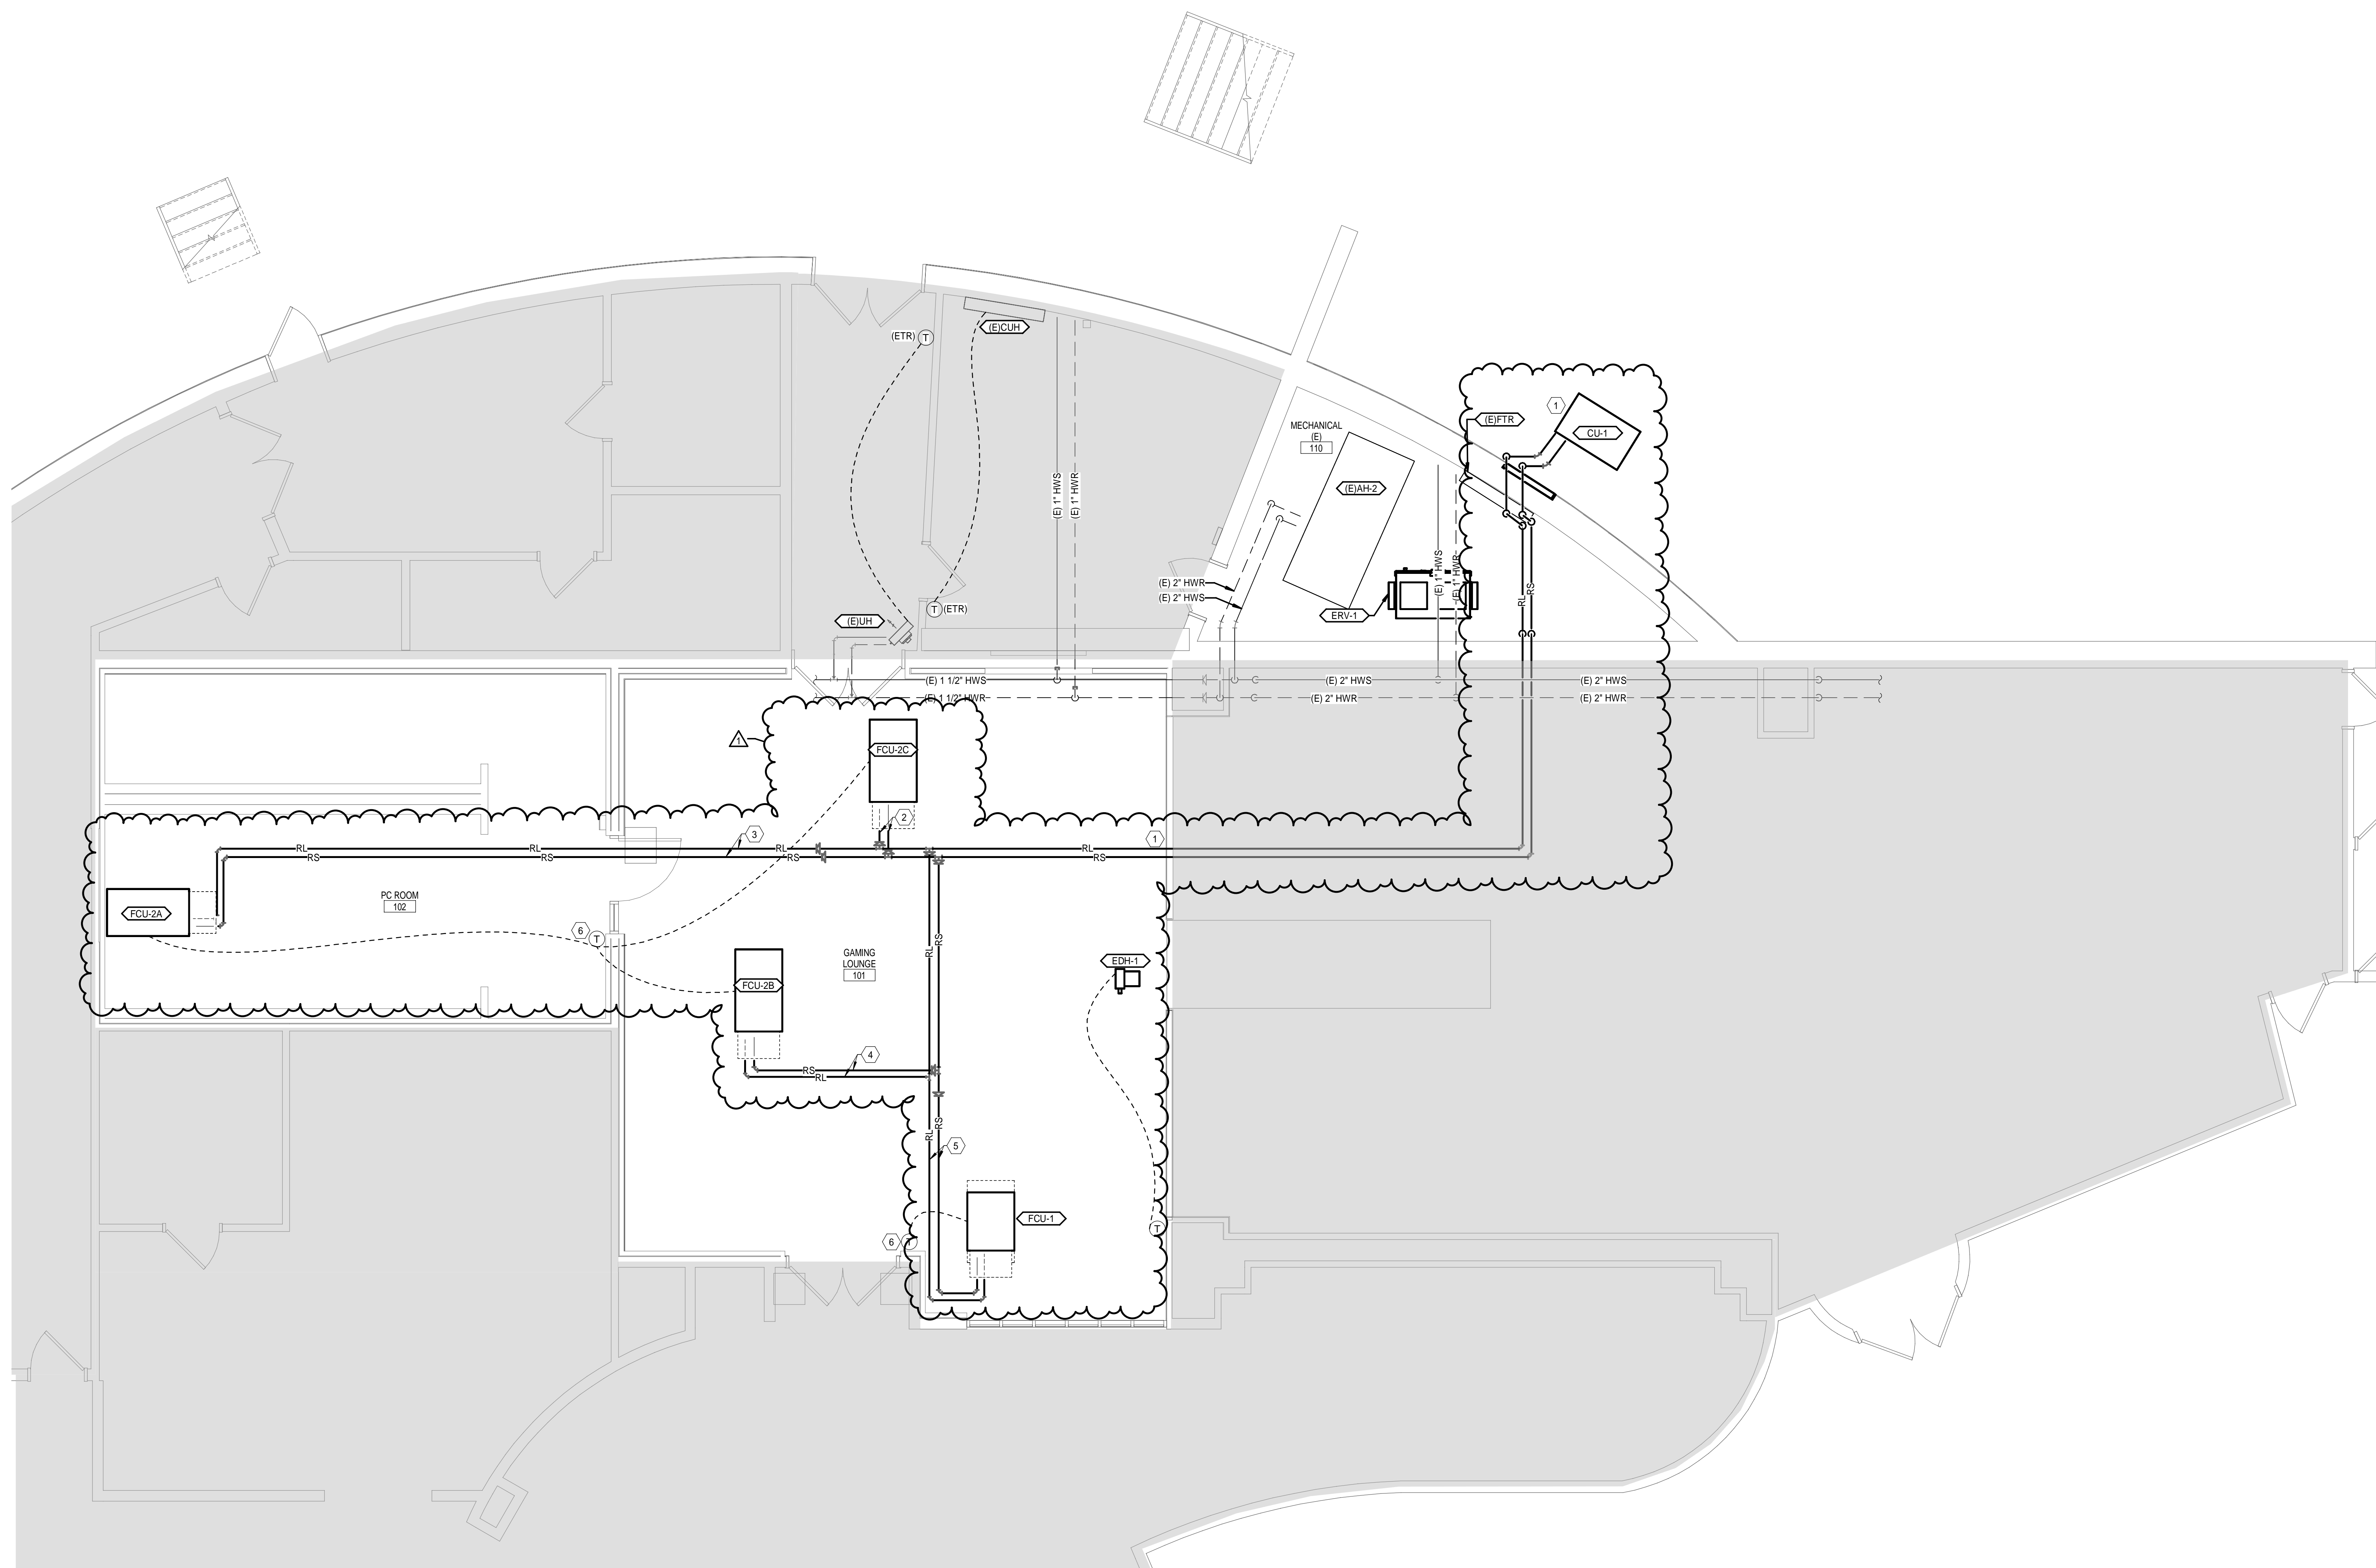 (ETR) T
(E)CUH
1
(E)FTR
CU-1
MECHANICAL
(E)
110
(E)AH-2
(E) 1" HWS
(E) 1" HWR
(E) 1" HWS
(E) 1" HWR
(E) 2" HWR
(E) 2" HWS
ERV-1
RL
RS
T (ETR)
(E)UH
(E) 1 1/2" HWS
(E) 2" HWS
(E) 2" HWS
(E) 1 1/2" HWR
(E) 2" HWR
(E) 2" HWR
1
FCU-2C
2
3
1
RL
RL
RL
RL
RS
RS
RS
RS
PC ROOM
102
FCU-2A
6
T
GAMING
LOUNGE
101
RL
RS
EDH-1
FCU-2B
4
RS
RL
RL
RS
5
FCU-1
6
T
T